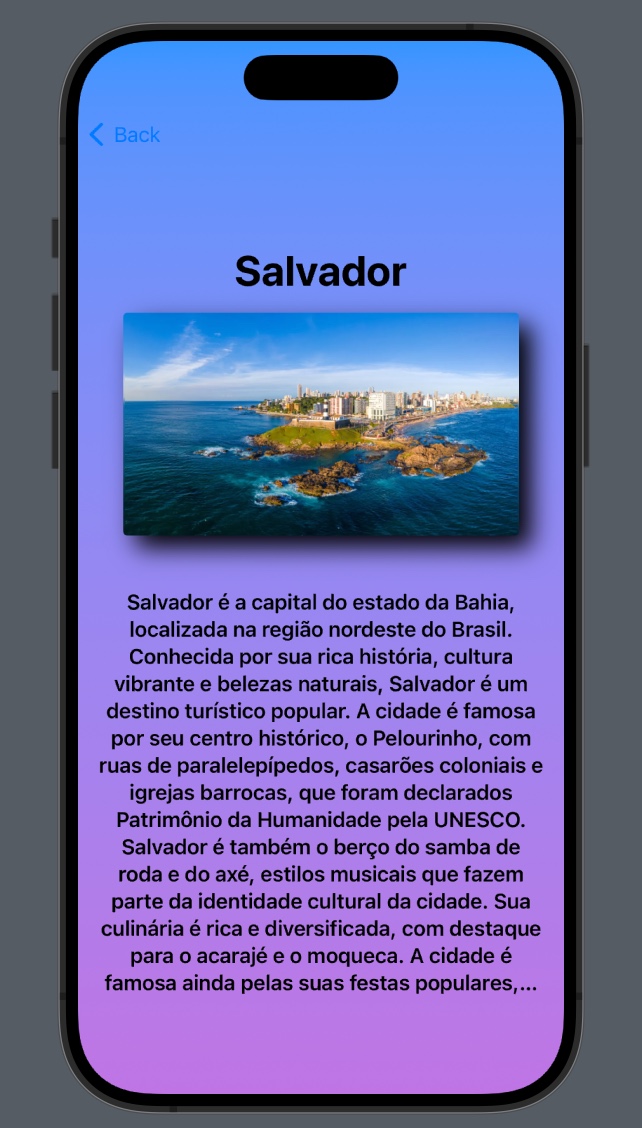 Back
Salvador
Salvador é a capital do estado da Bahia,
localizada na região nordeste do Brasil.
Conhecida por sua rica história, cultura
vibrante e belezas naturais, Salvador é um
destino turístico popular. A cidade é famosa
por seu centro histórico, o Pelourinho, com
ruas de paralelepípedos, casarões coloniais e
igrejas barrocas, que foram declarados
Patrimônio da Humanidade pela UNESCO.
Salvador é também o berço do samba de
roda e do axé, estilos musicais que fazem
parte da identidade cultural da cidade. Sua
culinária é rica e diversificada, com destaque
para o acarajé e o moqueca. A cidade é
famosa ainda pelas suas festas populares,...